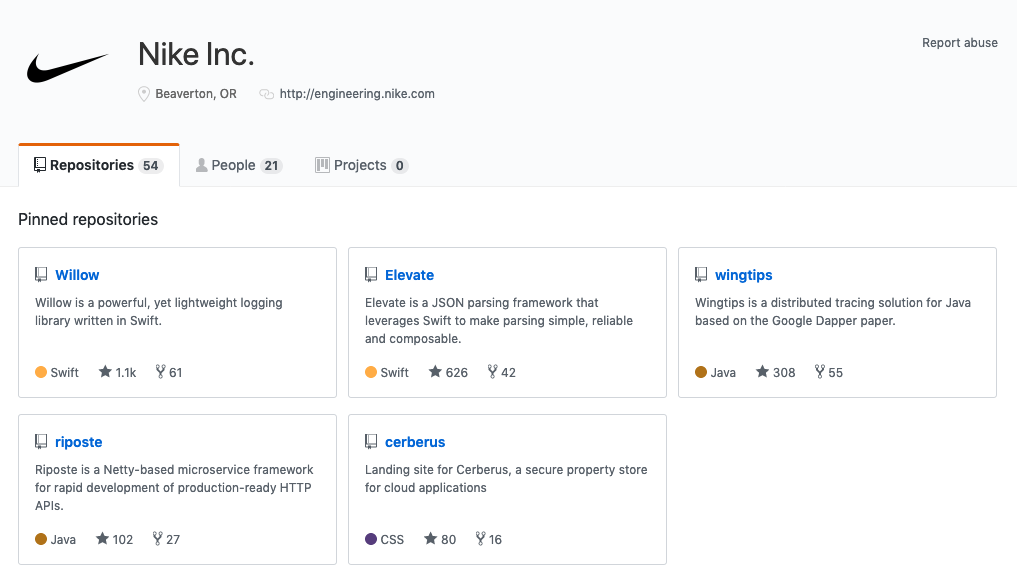 Nike Inc.
Report abuse
Beaverton, OR http://engineering.nike.com
Repositories 54 People 21 Projects 0
Pinned repositories
Willow
Willow is a powerful, yet lightweight logging
library written in Swift.
Swift 1.1k 61
Elevate
Elevate is a JSON parsing framework that
leverages Swift to make parsing simple, reliable
and composable.
Swift 626 42
wingtips
Wingtips is a distributed tracing solution for Java
based on the Google Dapper paper.
Java 308 55
riposte
Riposte is a Netty-based microservice framework
for rapid development of production-ready HTTP
APIs.
Java 102 27
cerberus
Landing site for Cerberus, a secure property store
for cloud applications
CSS 80 16